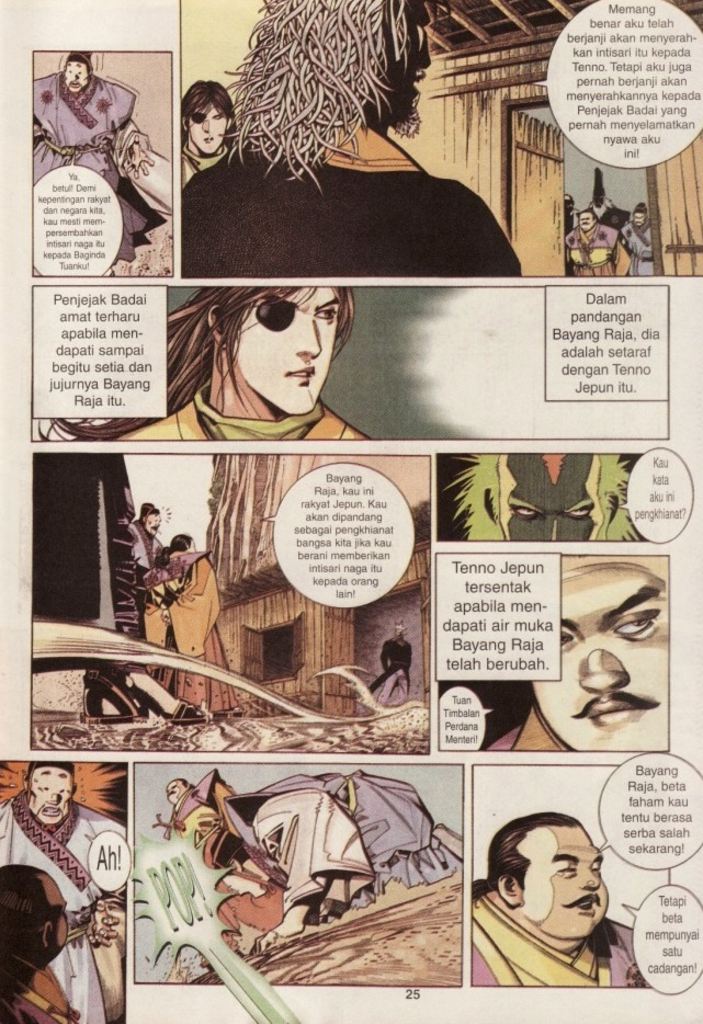 Ya,
betul! Demi
kepentingan rakyat
dan negara kita,
kau mesti mem-
persembahkan
intisari naga itu
kepada Baginda
Tuanku!
Memang
benar aku telah
berjanji akan menyerah-
kan intisari itu kepada
Tenno. Tetapi aku juga
pernah berjanji akan
menyerahkannya kepada
Penjejak Badai yang
pernah menyelamatkan
aku ini!
Penjejak Badai
amat terharu
apabila men-
dapati sampai
begitu setia dan
jujurnya Bayang
Raja itu.
Dalam
pandangan
Bayang Raja, dia
adalah setaraf
dengan Tenno
Jepun itu.
Bayang
Raja, kau ini
rakyat Jepun. Kau
akan dipandang
sebagai pengkhianat
bangsa kita jika kau
berani memberikan
intisari naga itu
kepada orang
lain!
Kau
kata
aku ini
pengkhianat?
Tenno Jepun
tersentak
apabila men-
dapati air muka
Bayang Raja
telah berubah.
Tuan
Timbalan
Perdana
Menteri!
Ah!
POP!
Bayang
Raja, beta
faham kau
tentu berasa
serba salah
sekarang!
Tetapi
beta
mempunyai
satu
cadangan!
25